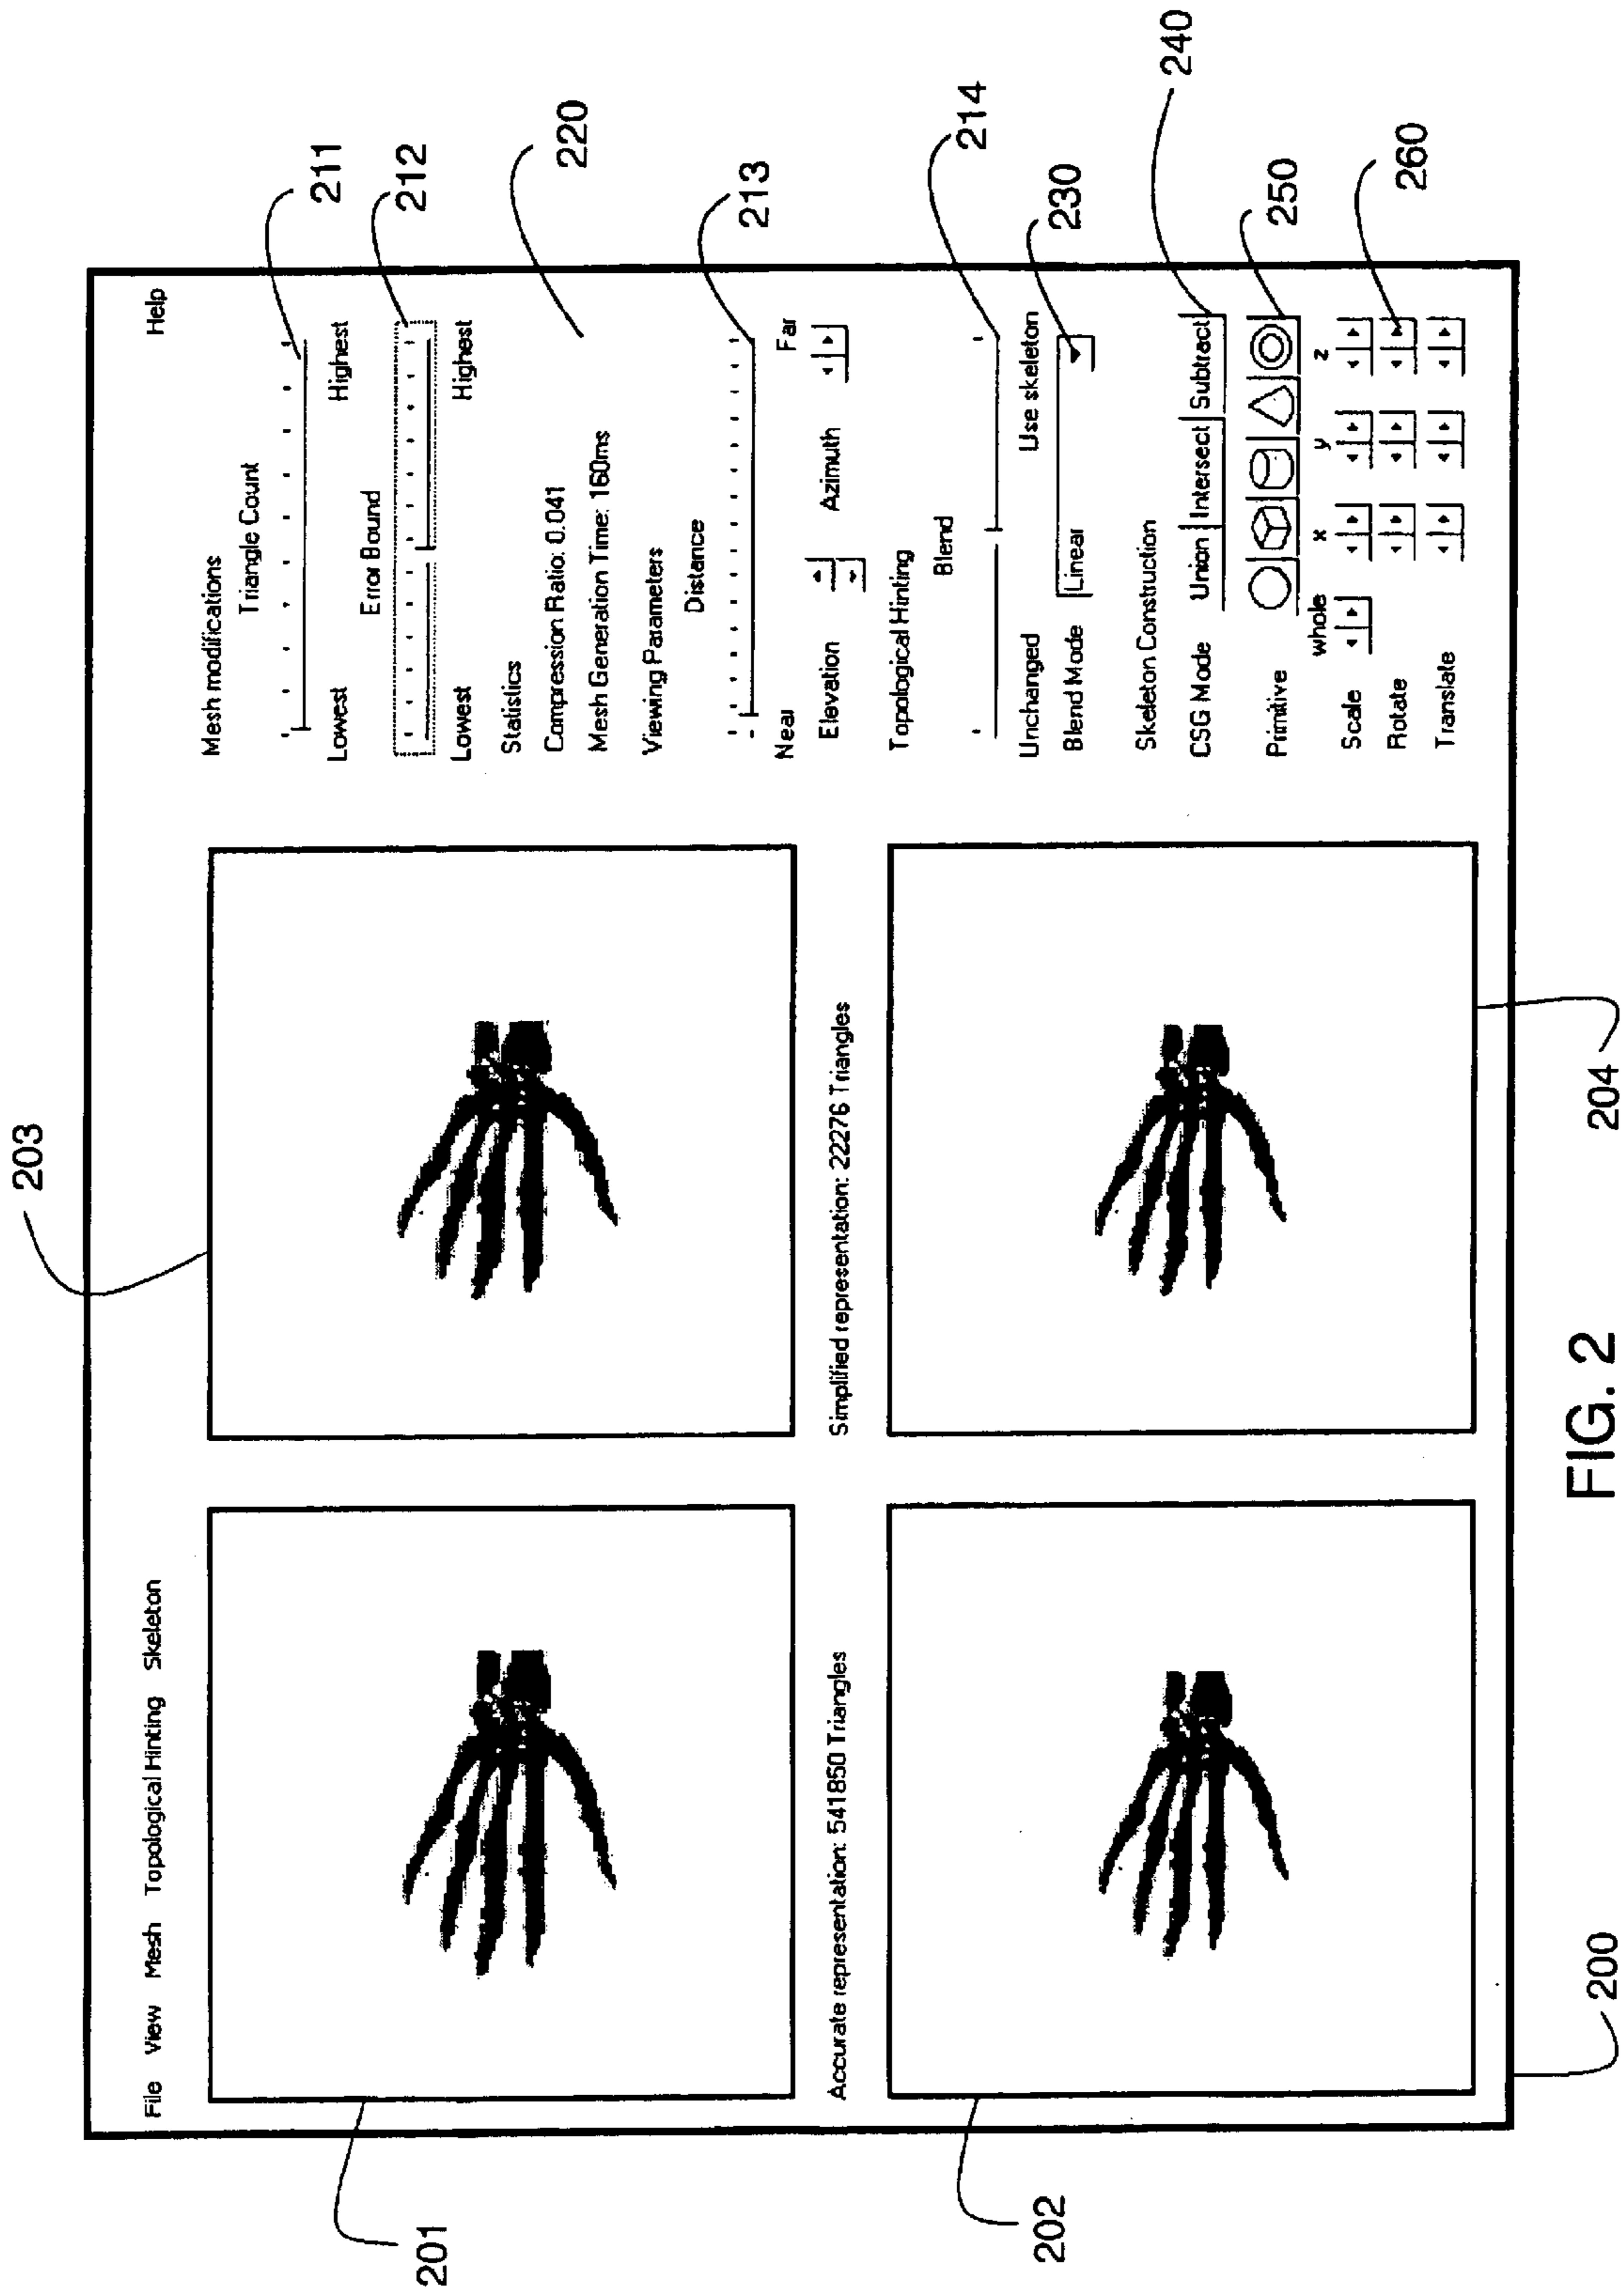 File View Mesh Topological Hinting Skeleton Help
201
203
Accurate representation: 541850 Triangles
Simplified representation: 22276 Triangles
202
204
200
Mesh modifications
Triangle Count
211
Lowest Highest
Error Bound
212
Lowest Highest
Statistics
220
Compression Ratio: 0.041
Mesh Generation Time: 160ms
Viewing Parameters
Distance
213
Near Far
Elevation Azimuth
Topological Hinting
Blend
214
Unchanged Use skeleton
Blend Mode Linear
230
Skeleton Construction
CSG Mode Union Intersect Subtract
240
Primitive
250
whole x y z
Scale
Rotate
260
Translate
FIG. 2